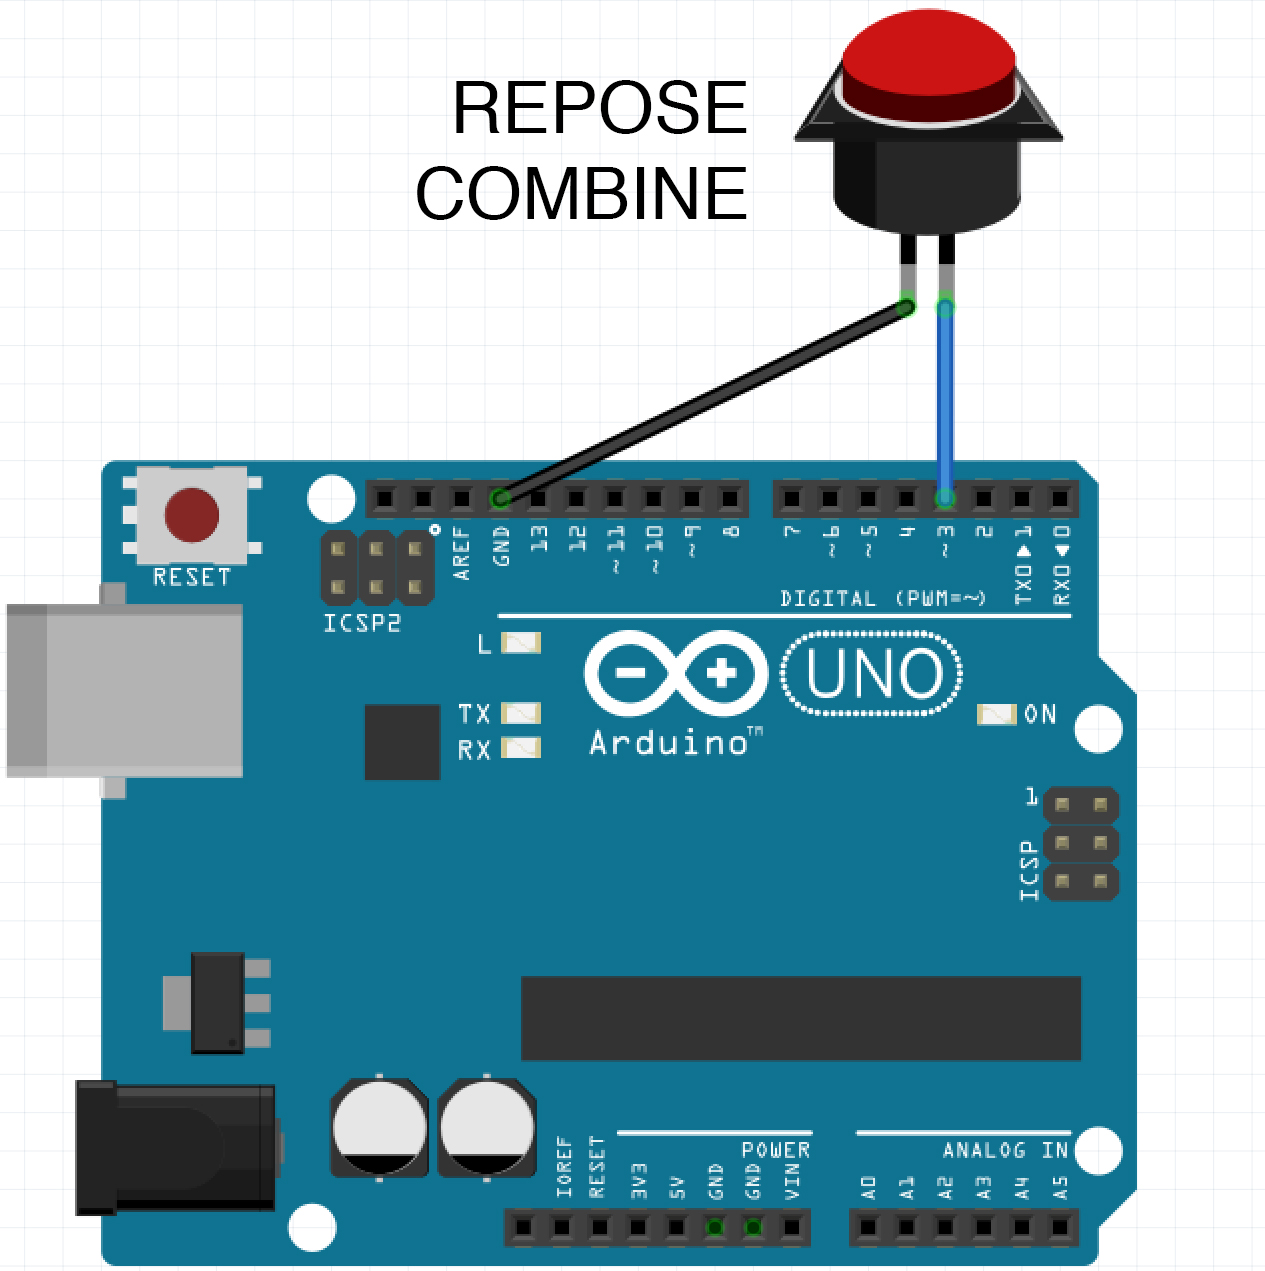 REPOSE
COMBINE
RESET
ICSP2
AREF
GND
13
12
~11
~10
~9
8
7
~6
~5
4
~3
2
TX0▶1
RX0◀0
DIGITAL (PWM=~)
L
TX
RX
Arduino™
UNO
ON
1
ICSP
IOREF
RESET
3V3
5V
GND
GND
VIN
POWER
ANALOG IN
A0
A1
A2
A3
A4
A5